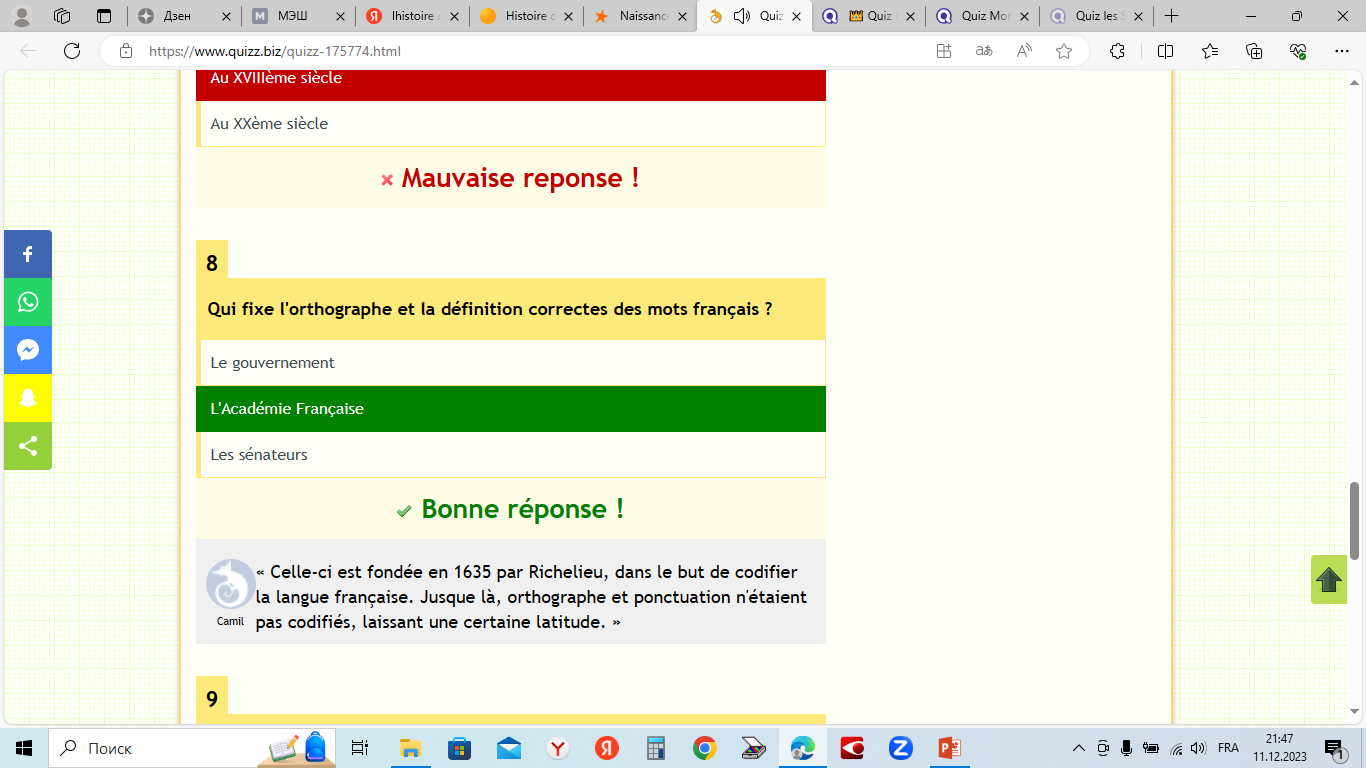 Дзен
МЭШ
lhistoire d
Histoire d
Naissance
Quiz
Quiz
Quiz Mon
Quiz les S
https://www.quizz.biz/quizz-175774.html
Au XVIIIème siècle
Au XXème siècle
Mauvaise reponse !
8
Qui fixe l'orthographe et la définition correctes des mots français ?
Le gouvernement
L'Académie Française
Les sénateurs
Bonne réponse !
« Celle-ci est fondée en 1635 par Richelieu, dans le but de codifier
la langue française. Jusque là, orthographe et ponctuation n'étaient
Camil pas codifiés, laissant une certaine latitude. »
9
Поиск
FRA
21:47
11.12.2023
1